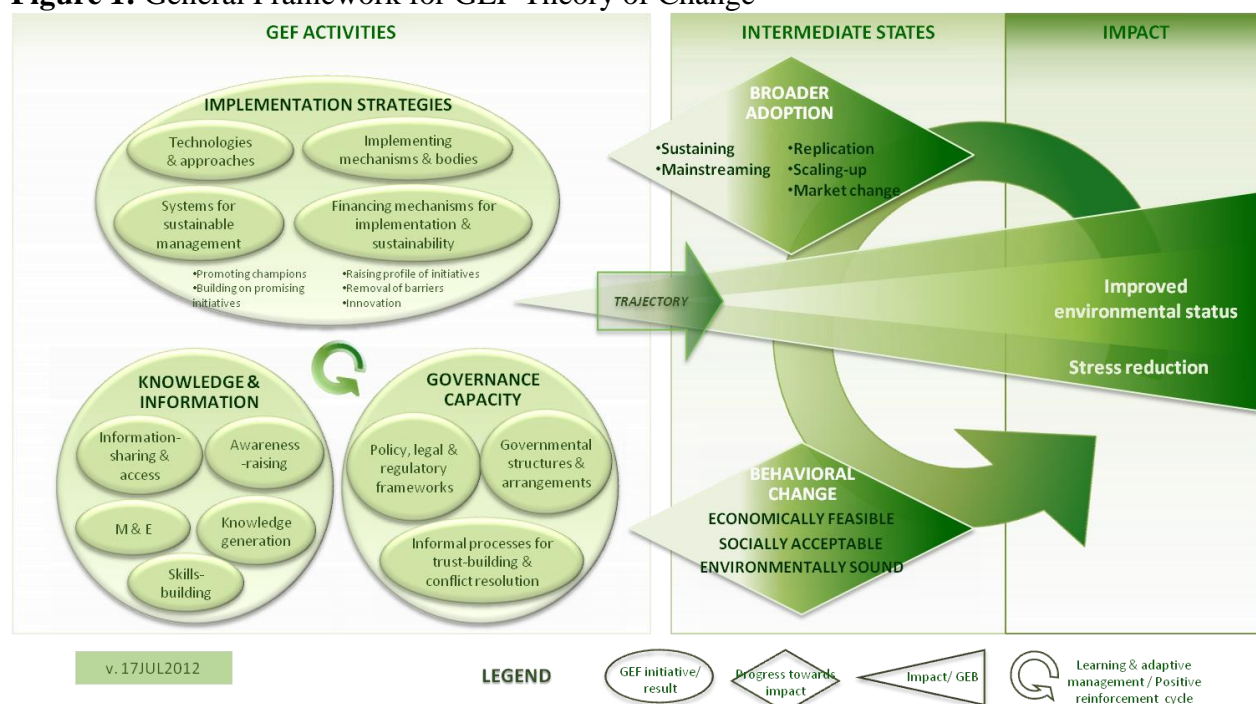 Figure 1: General Framework for GEF Theory of Change
GEF ACTIVITIES
INTERMEDIATE STATES
IMPACT
IMPLEMENTATION STRATEGIES
Technologies
& approaches
Implementing
mechanisms & bodies
Systems for
sustainable
management
Financing mechanisms for
implementation &
sustainability
•Promoting champions
•Building on promising
initiatives
•Raising profile of initiatives
•Removal of barriers
•Innovation
BROADER
ADOPTION
•Sustaining
•Mainstreaming
•Replication
•Scaling-up
•Market change
TRAJECTORY
Improved
environmental status
Stress reduction
KNOWLEDGE &
INFORMATION
Information-
sharing &
access
Awareness
-raising
M & E
Knowledge
generation
Skills-
building
GOVERNANCE
CAPACITY
Policy, legal &
regulatory
frameworks
Governmental
structures &
arrangements
Informal processes for
trust-building &
conflict resolution
BEHAVIORAL
CHANGE
ECONOMICALLY FEASIBLE
SOCIALLY ACCEPTABLE
ENVIRONMENTALLY SOUND
v. 17JUL2012
LEGEND
GEF initiative/
result
Progress towards
impact
Impact/ GEB
Learning & adaptive
management / Positive
reinforcement cycle